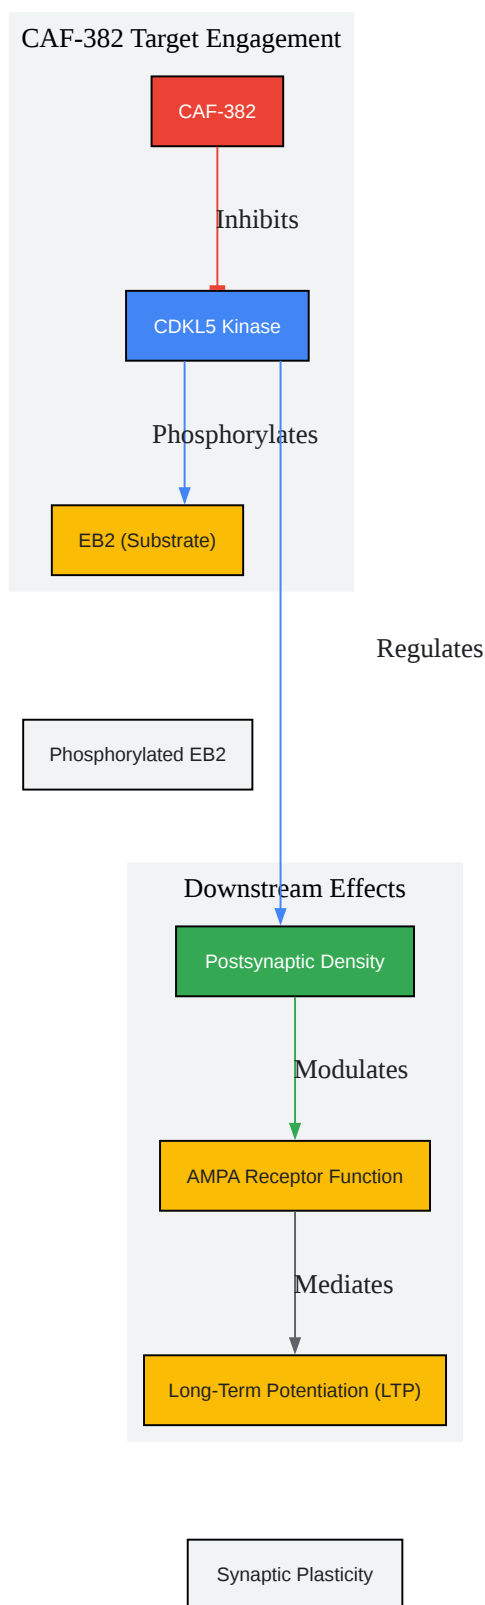 CAF-382 Target Engagement
CAF-382
Inhibits
CDKL5 Kinase
Phosphorylates
EB2 (Substrate)
Regulates
Phosphorylated EB2
Downstream Effects
Postsynaptic Density
Modulates
AMPA Receptor Function
Mediates
Long-Term Potentiation (LTP)
Synaptic Plasticity